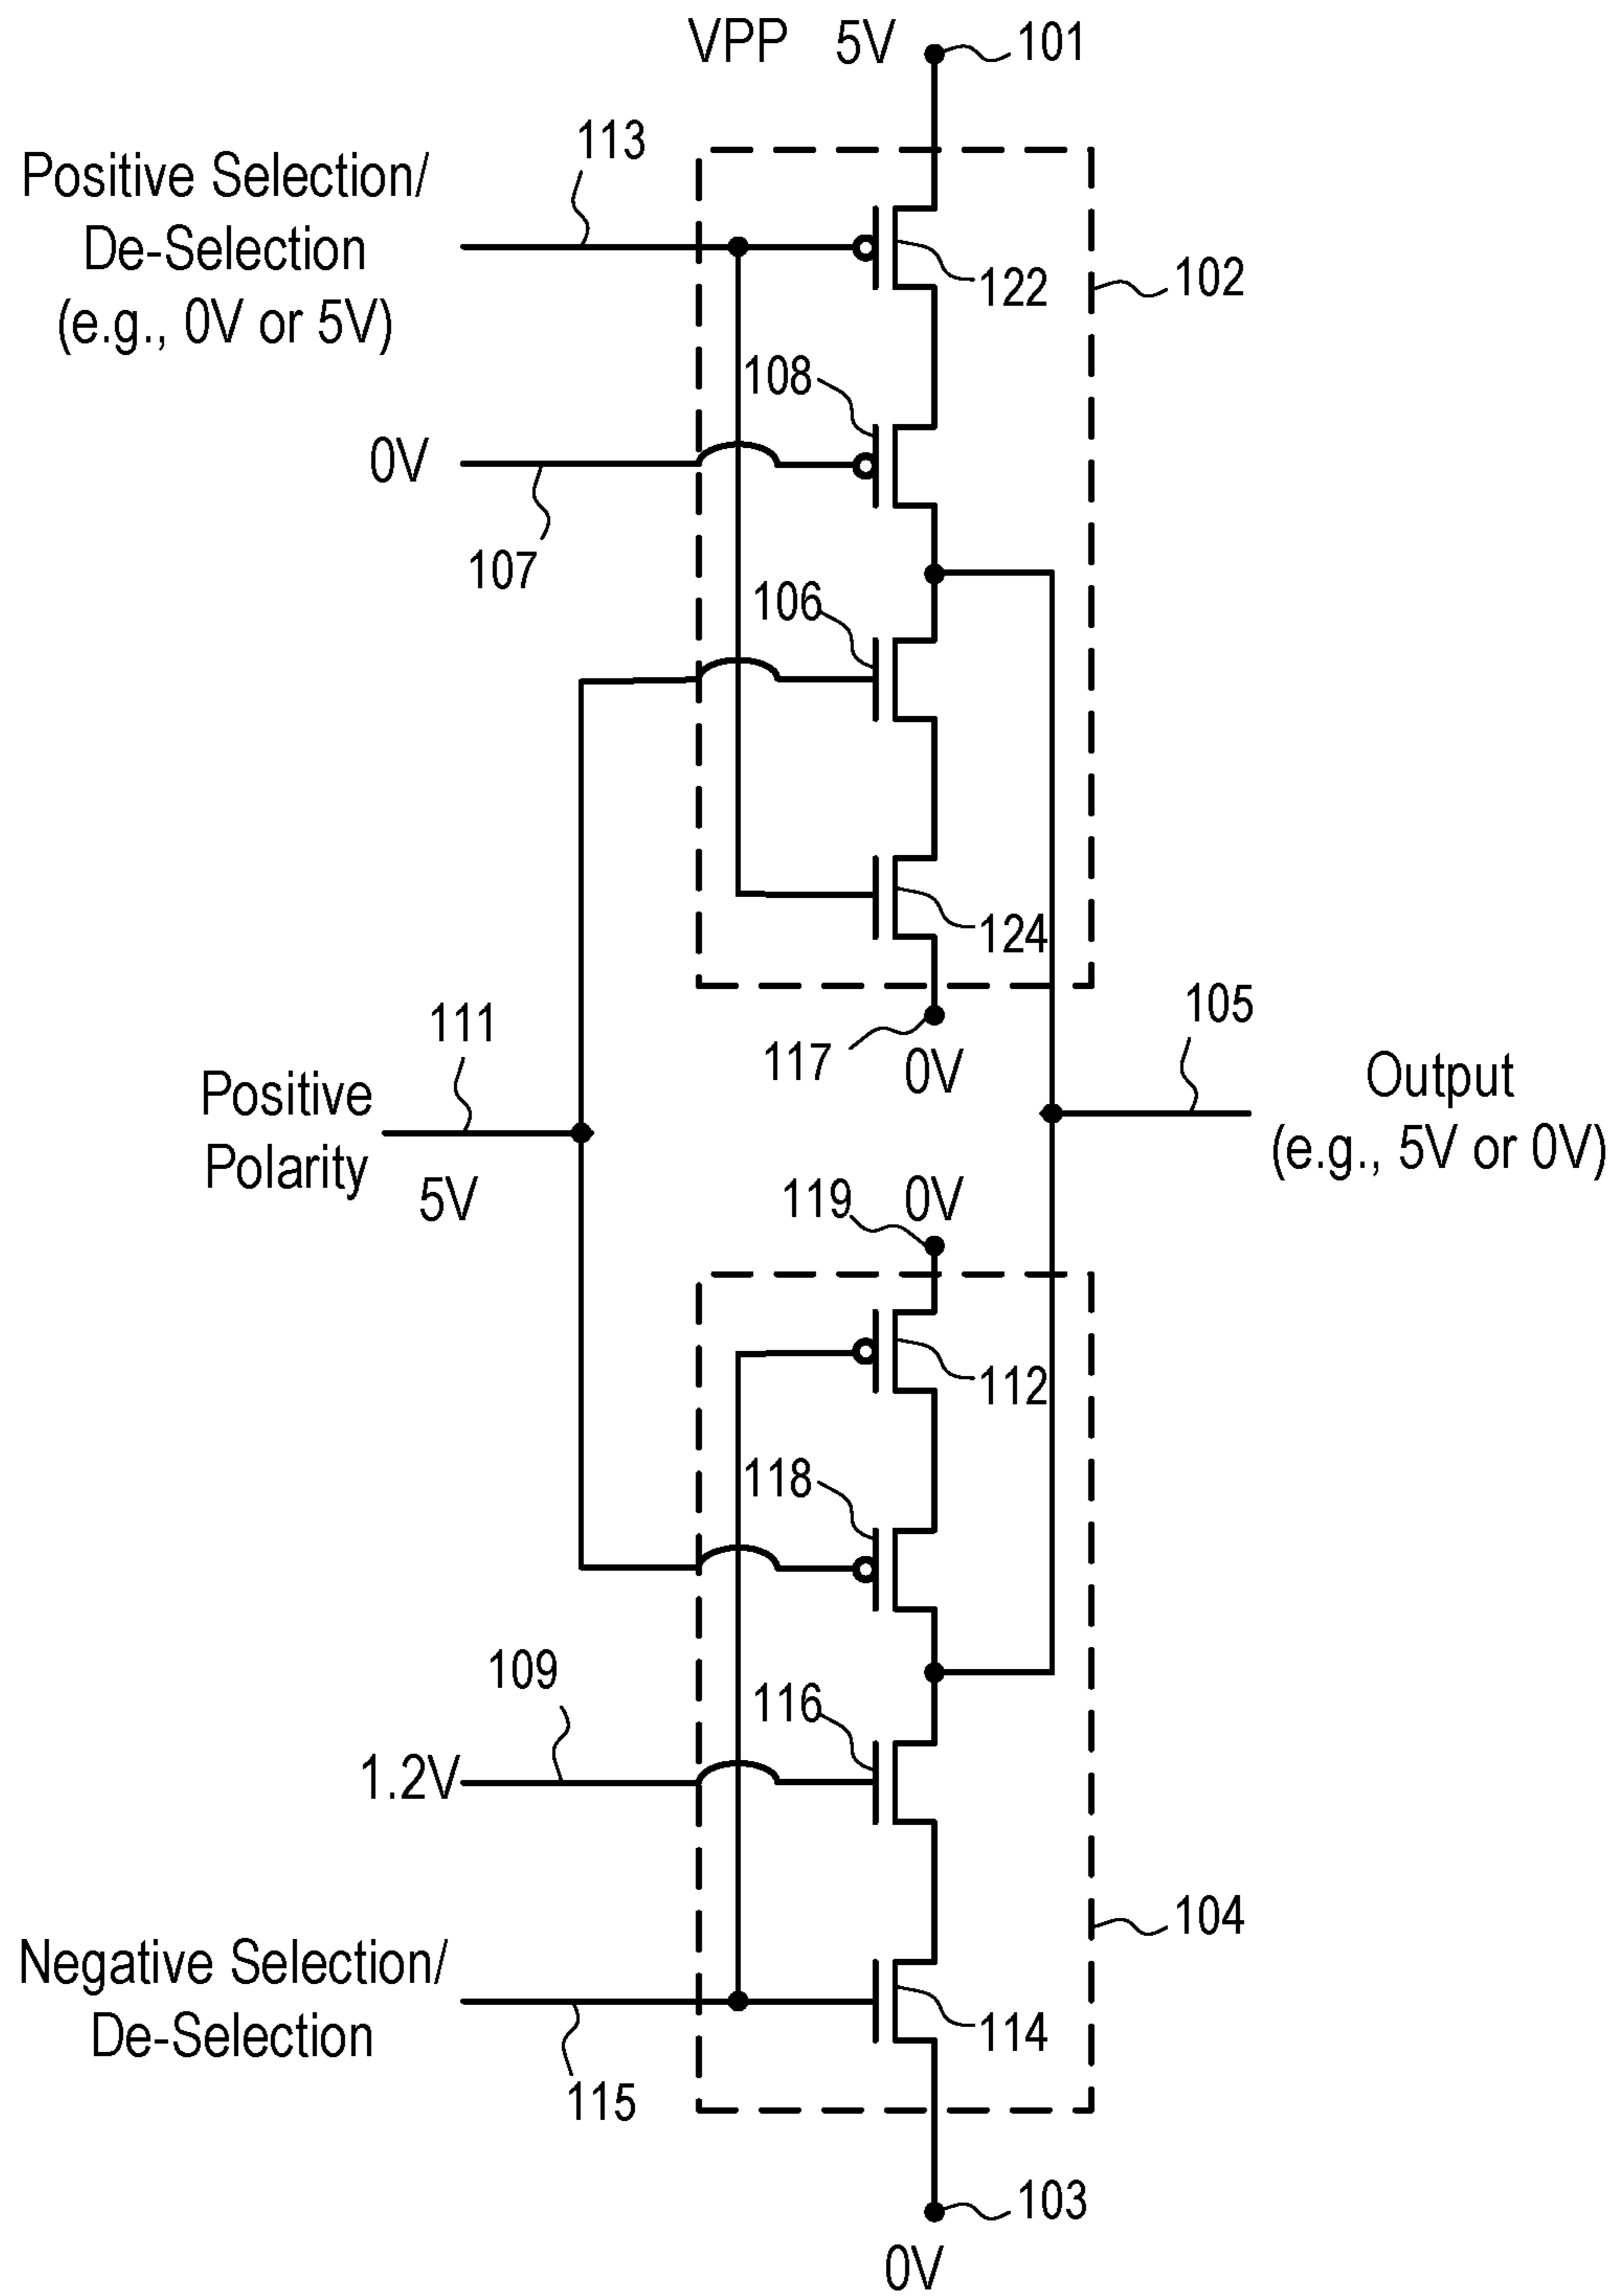 VPP 5V 101
113
Positive Selection/
De-Selection
(e.g., 0V or 5V)
122
102
108
0V
107
106
124
117
0V
111
105
Positive
Polarity
5V
Output
(e.g., 5V or 0V)
119 0V
112
118
109
116
1.2V
104
Negative Selection/
De-Selection
114
115
103
0V